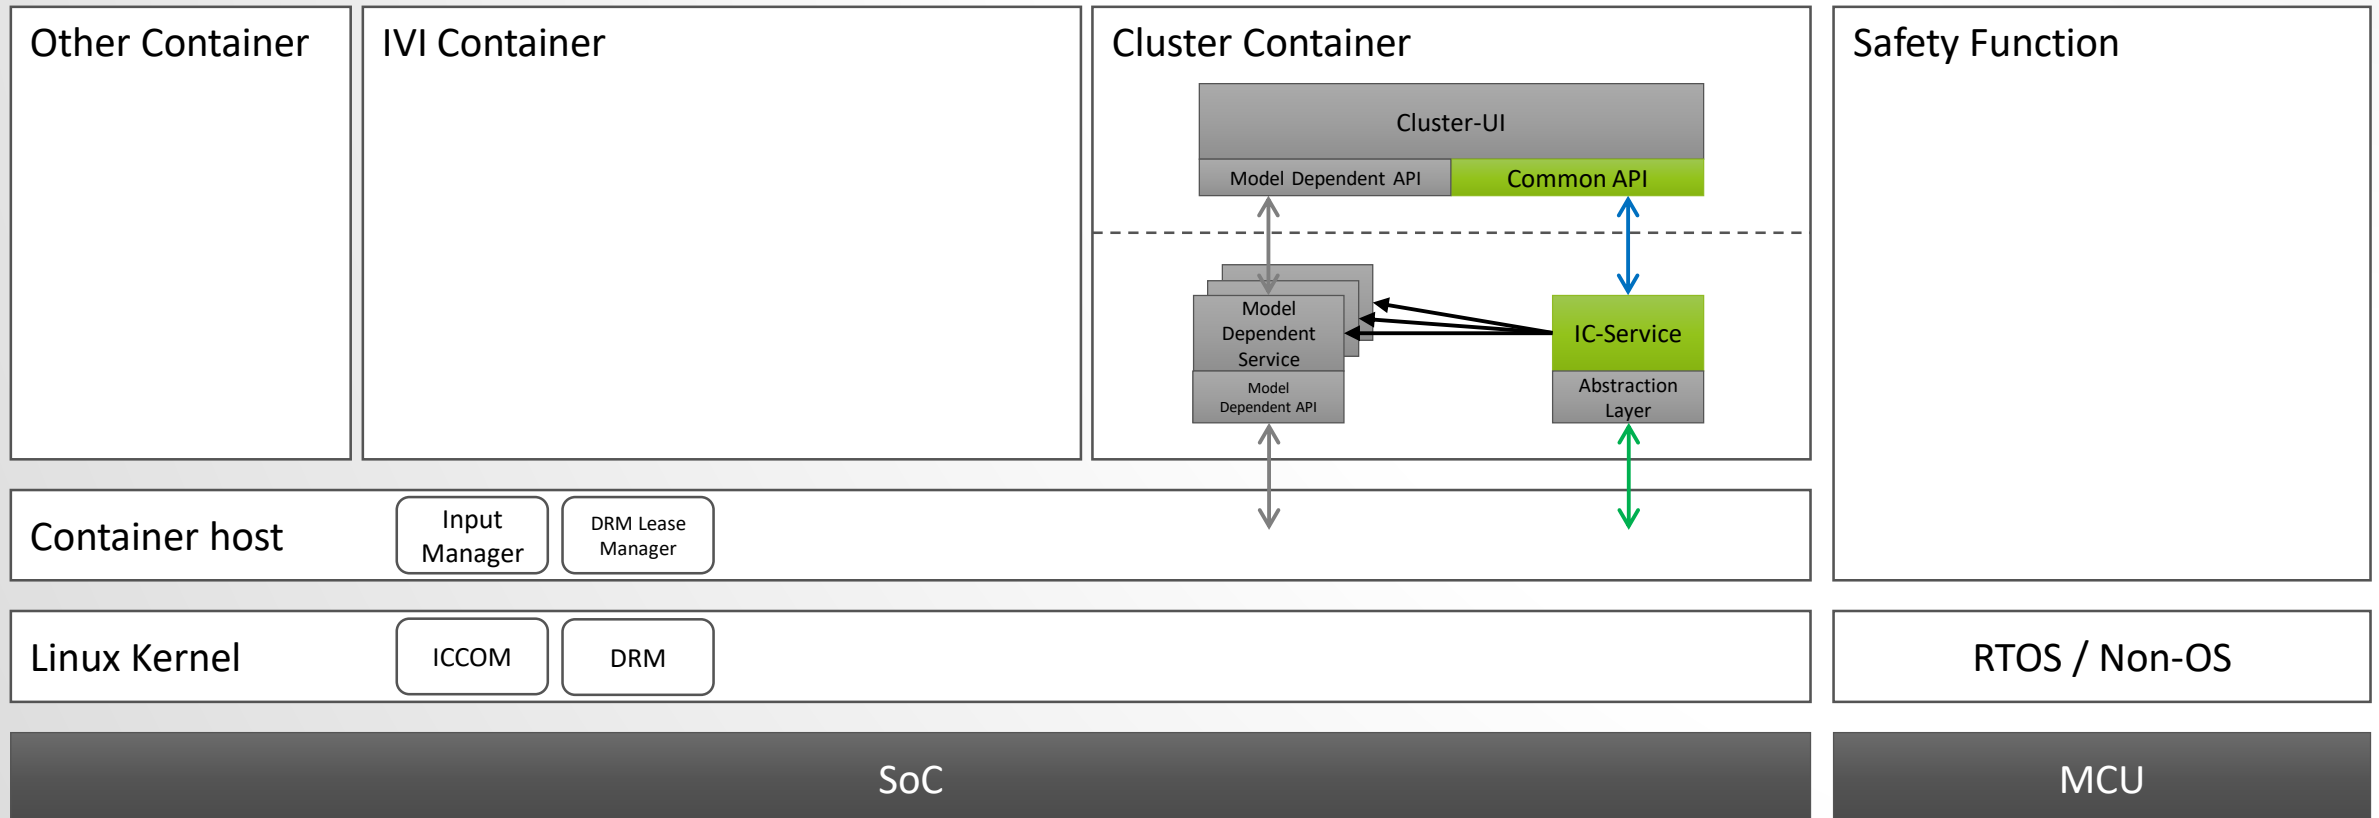 Other Container
IVI Container
Cluster Container
Safety Function
Cluster-UI
Model Dependent API
Common API
Model
Dependent
Service
Model
Dependent API
IC-Service
Abstraction
Layer
Container host
Input
Manager
DRM Lease
Manager
Linux Kernel
ICCOM
DRM
RTOS / Non-OS
SoC
MCU